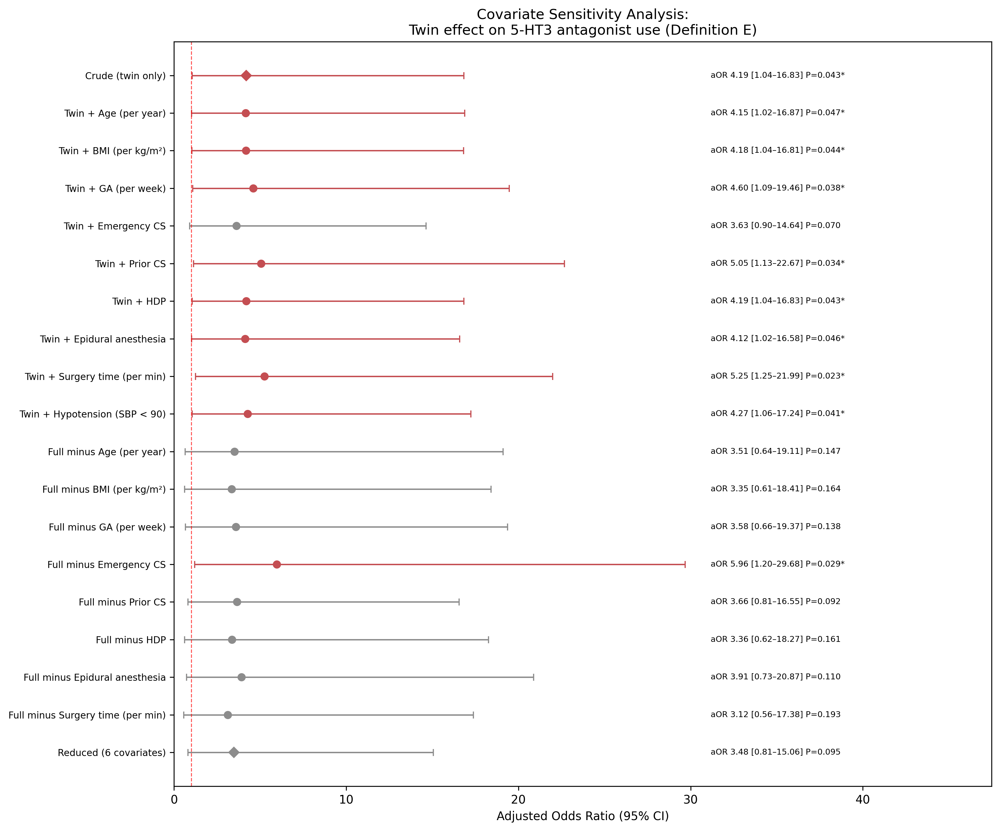 Covariate Sensitivity Analysis:
Twin effect on 5-HT3 antagonist use (Definition E)
Crude (twin only) aOR 4.19 [1.04–16.83] P=0.043*
Twin + Age (per year) aOR 4.15 [1.02–16.87] P=0.047*
Twin + BMI (per kg/m²) aOR 4.18 [1.04–16.81] P=0.044*
Twin + GA (per week) aOR 4.60 [1.09–19.46] P=0.038*
Twin + Emergency CS aOR 3.63 [0.90–14.64] P=0.070
Twin + Prior CS aOR 5.05 [1.13–22.67] P=0.034*
Twin + HDP aOR 4.19 [1.04–16.83] P=0.043*
Twin + Epidural anesthesia aOR 4.12 [1.02–16.58] P=0.046*
Twin + Surgery time (per min) aOR 5.25 [1.25–21.99] P=0.023*
Twin + Hypotension (SBP < 90) aOR 4.27 [1.06–17.24] P=0.041*
Full minus Age (per year) aOR 3.51 [0.64–19.11] P=0.147
Full minus BMI (per kg/m²) aOR 3.35 [0.61–18.41] P=0.164
Full minus GA (per week) aOR 3.58 [0.66–19.37] P=0.138
Full minus Emergency CS aOR 5.96 [1.20–29.68] P=0.029*
Full minus Prior CS aOR 3.66 [0.81–16.55] P=0.092
Full minus HDP aOR 3.36 [0.62–18.27] P=0.161
Full minus Epidural anesthesia aOR 3.91 [0.73–20.87] P=0.110
Full minus Surgery time (per min) aOR 3.12 [0.56–17.38] P=0.193
Reduced (6 covariates) aOR 3.48 [0.81–15.06] P=0.095
0 10 20 30 40
Adjusted Odds Ratio (95% CI)